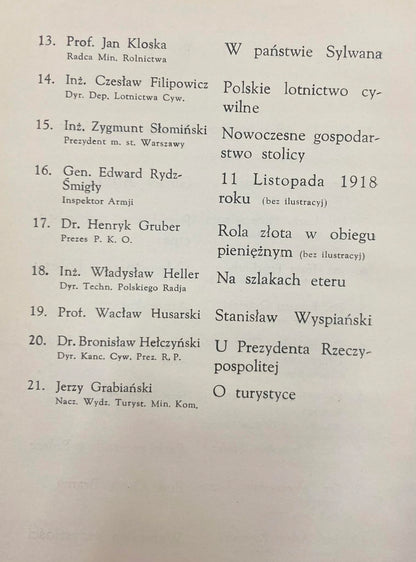 13. Prof. Jan Kloska W państwie Sylwana
Radca Min. Rolnictwa
14. Inż. Czesław Filipowicz Polskie lotnictwo cy-
Dyr. Dep. Lotnictwa Cyw. wilne
15. Inż. Zygmunt Słomiński Nowoczesne gospodar-
Prezydent m. st. Warszawy stwo stolicy
16. Gen. Edward Rydz- 11 Listopada 1918
Śmigły roku (bez ilustracyj)
Inspektor Armji
17. Dr. Henryk Gruber Rola złota w obiegu
Prezes P. K. O. pieniężnym (bez ilustracyj)
18. Inż. Władysław Heller Na szlakach eteru
Dyr. Techn. Polskiego Radja
19. Prof. Wacław Husarski Stanisław Wyspiański
20. Dr. Bronisław Hełczyński U Prezydenta Rzeczy-
Dyr. Kanc. Cyw. Prez. R. P. pospolitej
21. Jerzy Grabiański O turystyce
Nacz. Wydz. Turyst. Min. Kom.